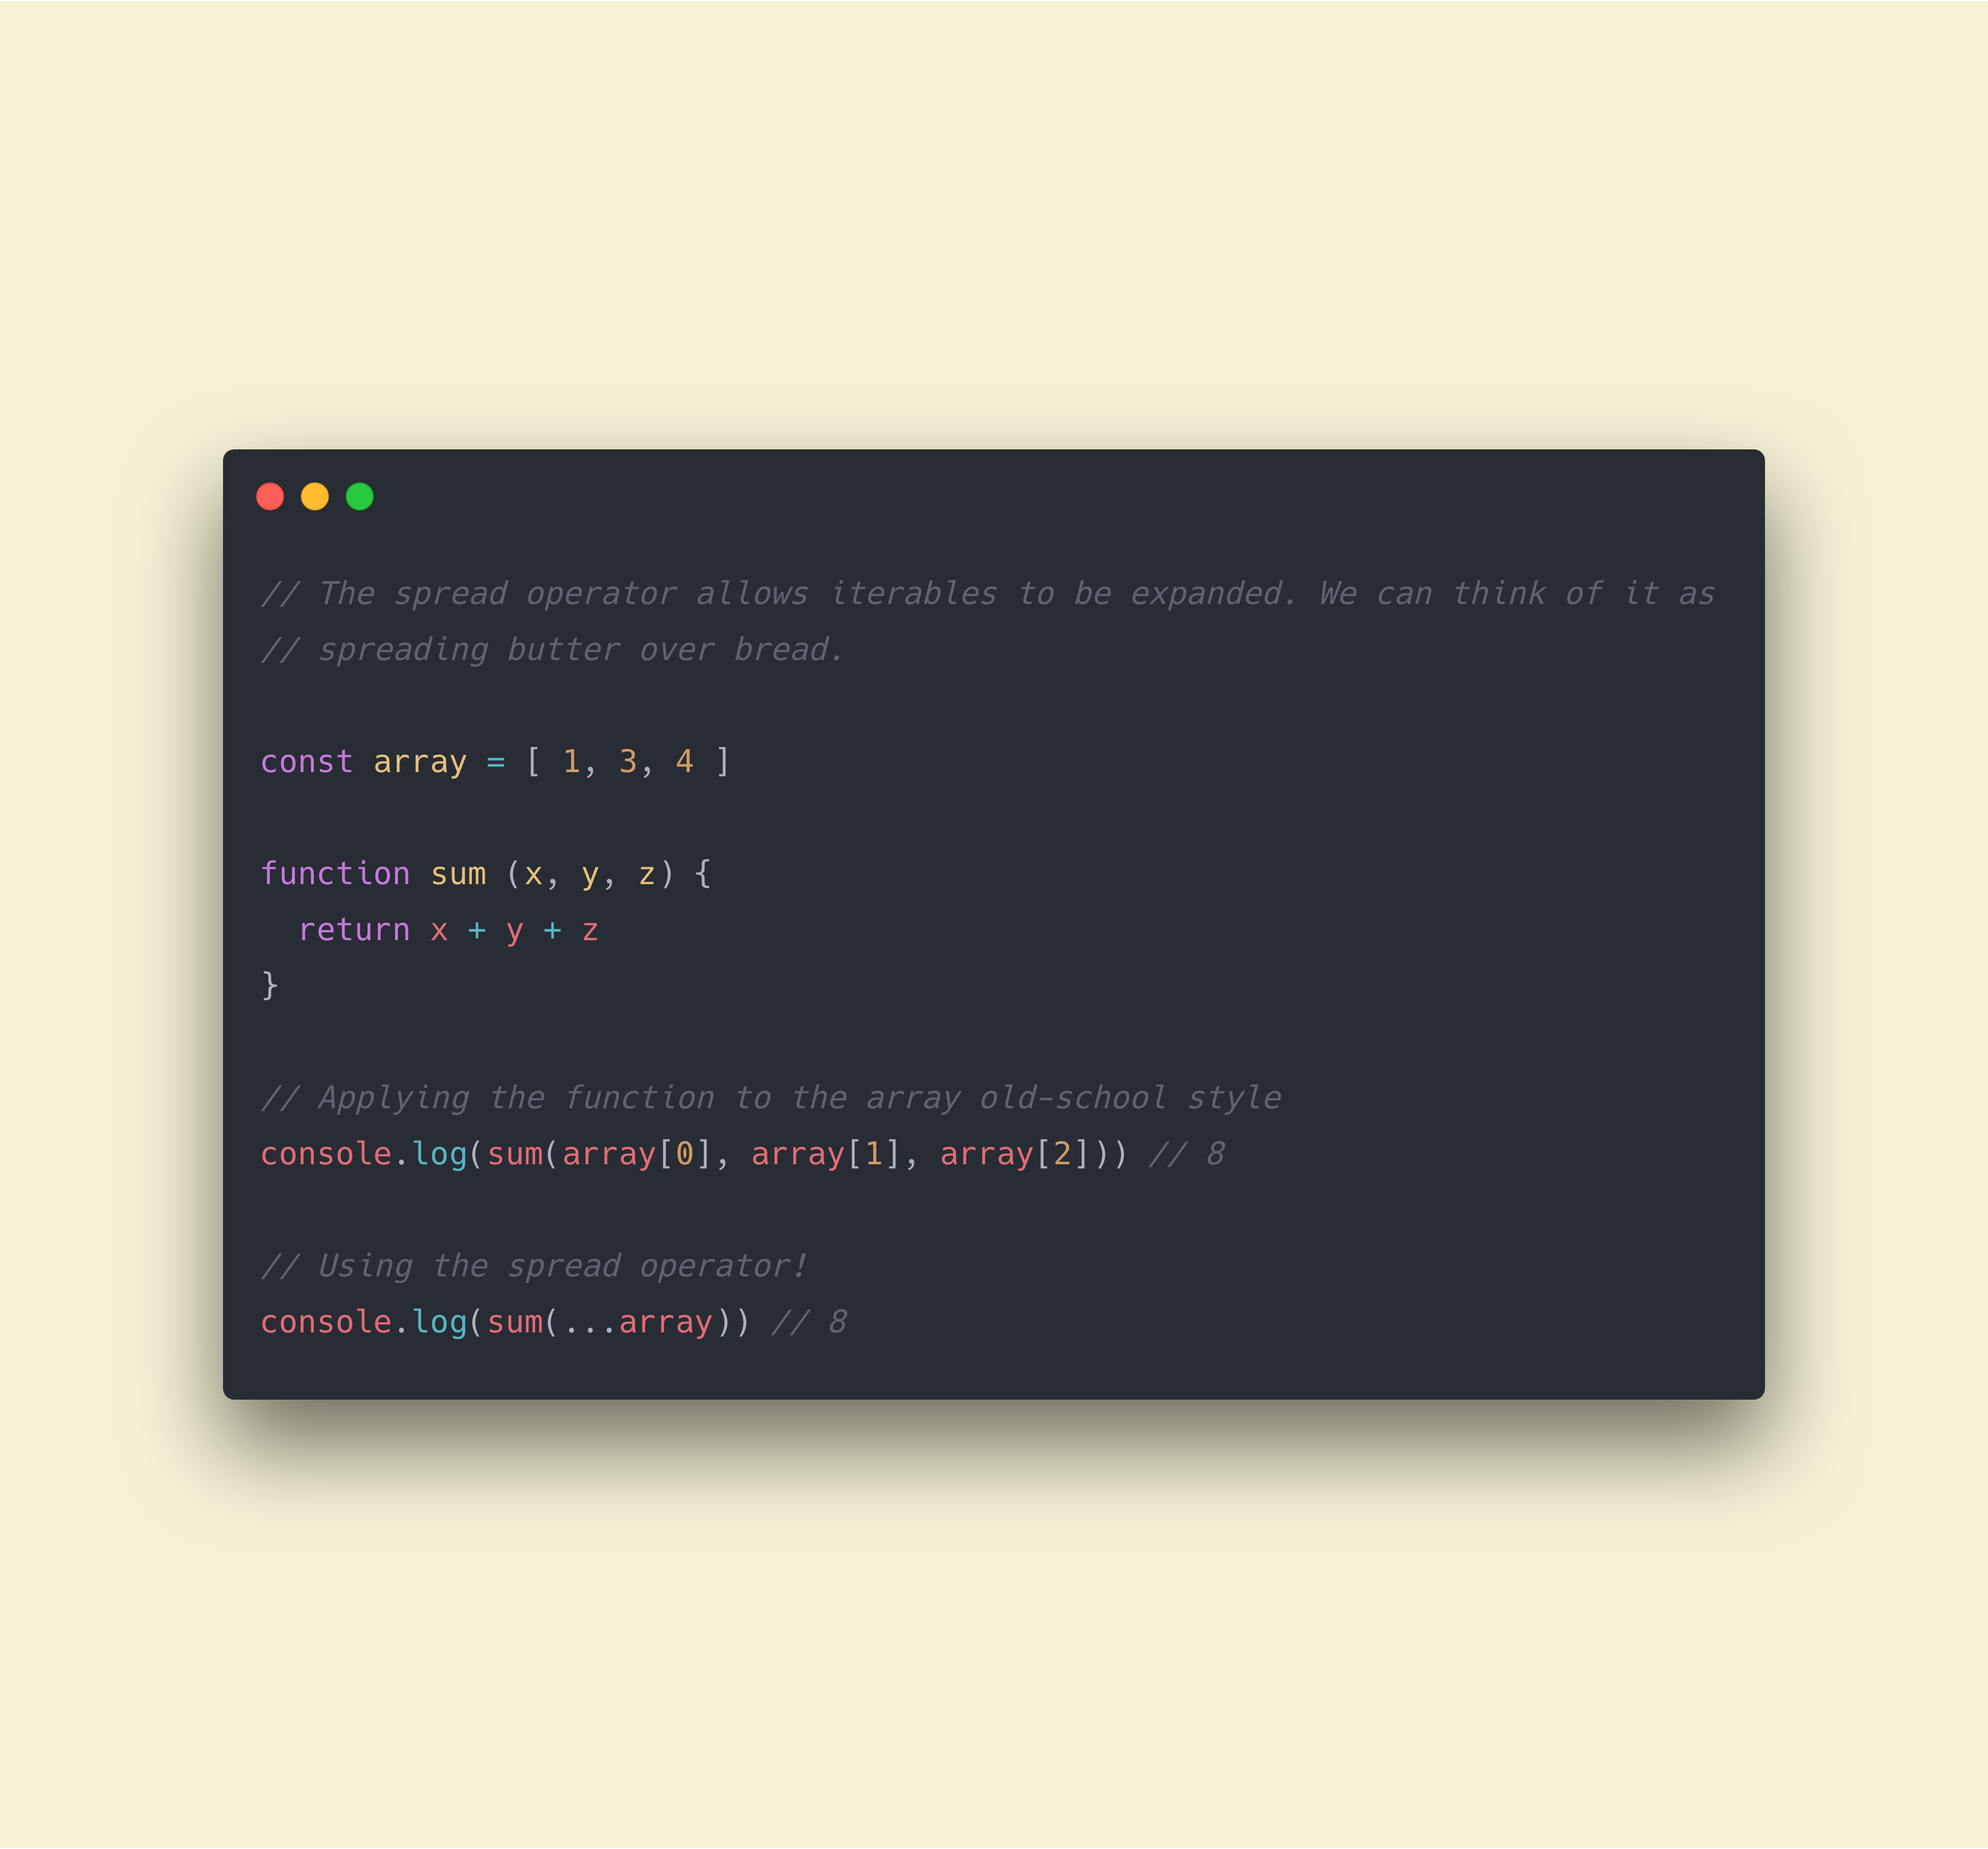 // The spread operator allows iterables to be expanded. We can think of it as
// spreading butter over bread.
const array = [ 1, 3, 4 ]
function sum (x, y, z) {
  return x + y + z
}
// Applying the function to the array old-school style
console.log(sum(array[0], array[1], array[2])) // 8
// Using the spread operator!
console.log(sum(...array)) // 8